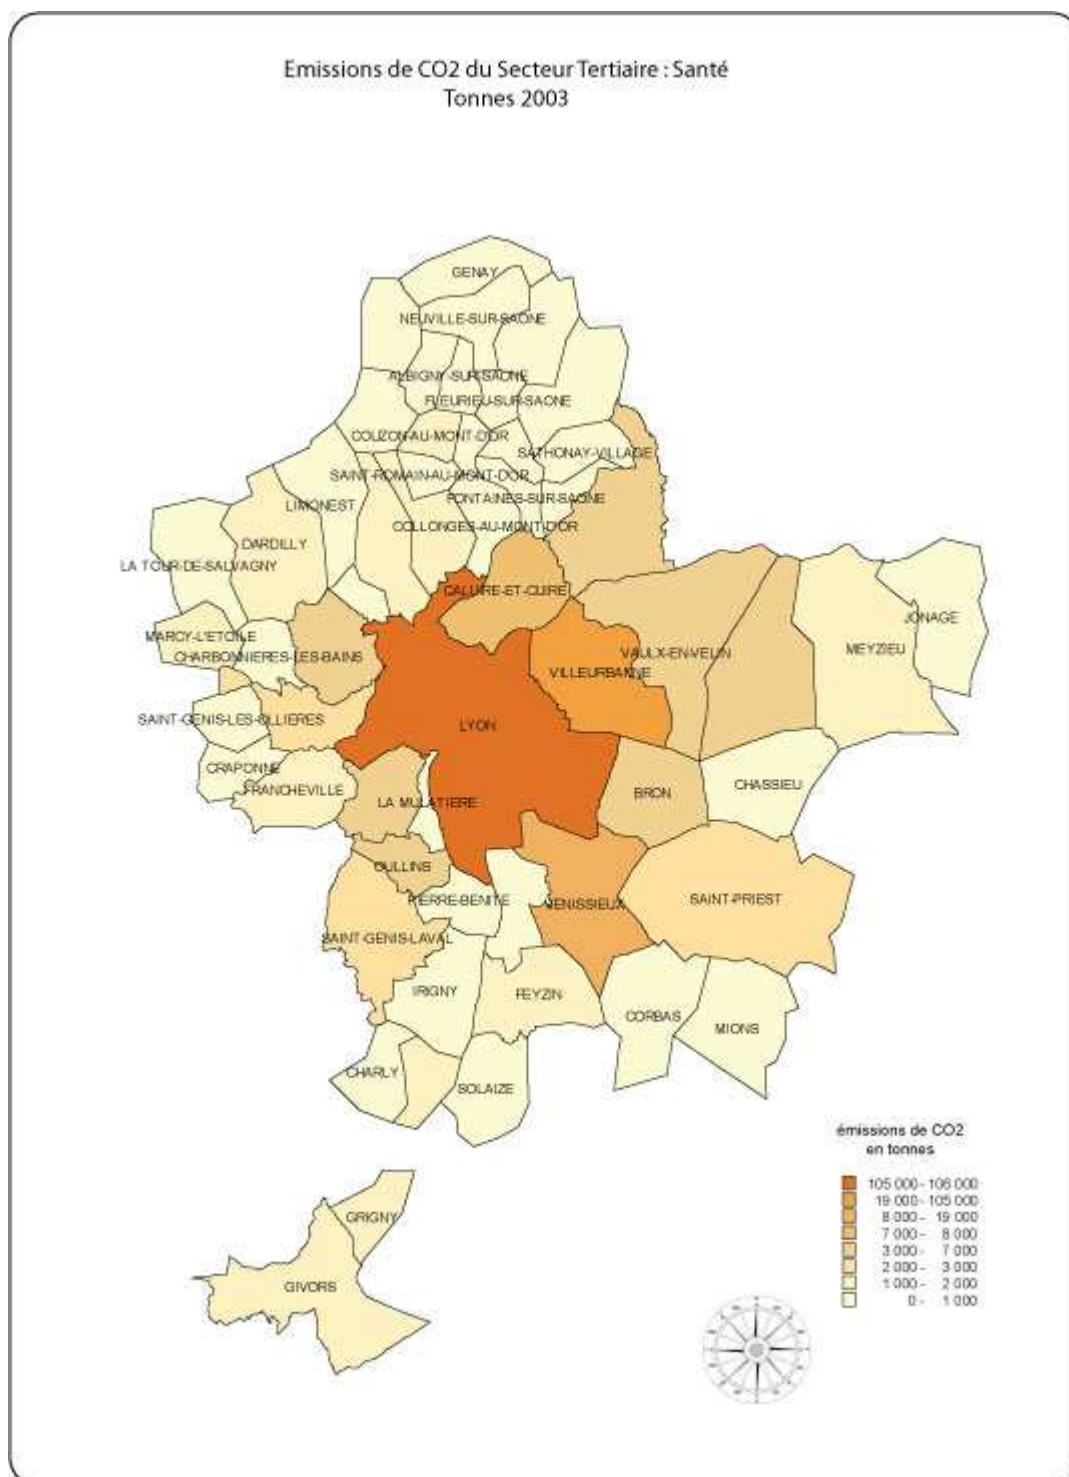 Emissions de CO2 du Secteur Tertiaire : Santé
Tonnes 2003
GENAY
NEUVILLE-SUR-SAONE
ALBIGNY-SUR-SAONE
FLEURIEU-SUR-SAONE
COUZON-AU-MONT-D'OR
SATHONAY-VILLAGE
SAINT-ROMAIN-AU-MONT-D'OR
FONTAINES-SUR-SAONE
LIMONEST
COLLONGES-AU-MONT-D'OR
DARDILLY
LA TOUR-DE-SALVAGNY
CALUIRE-ET-CUIRE
JONAGE
MARCY-L'ETOILE
MEYZIEU
CHARBONNIERES-LES-BAINS
VAULX-EN-VELIN
VILLEURBANNE
SAINT-GENIS-LES-OLLIERES
LYON
CRAPONNE
CHASSIEU
FRANCHEVILLE
BRON
LA MULATIERE
OULLINS
PIERRE-BENITE
VENISSIEUX
SAINT-PRIEST
SAINT-GENIS-LAVAL
IRIGNY
FEYZIN
CORBAS
MIONS
CHARLY
SOLAIZE
émissions de CO2
en tonnes
105 000 - 106 000
19 000 - 105 000
8 000 - 19 000
7 000 - 8 000
3 000 - 7 000
2 000 - 3 000
1 000 - 2 000
0 - 1 000
GRIGNY
GIVORS